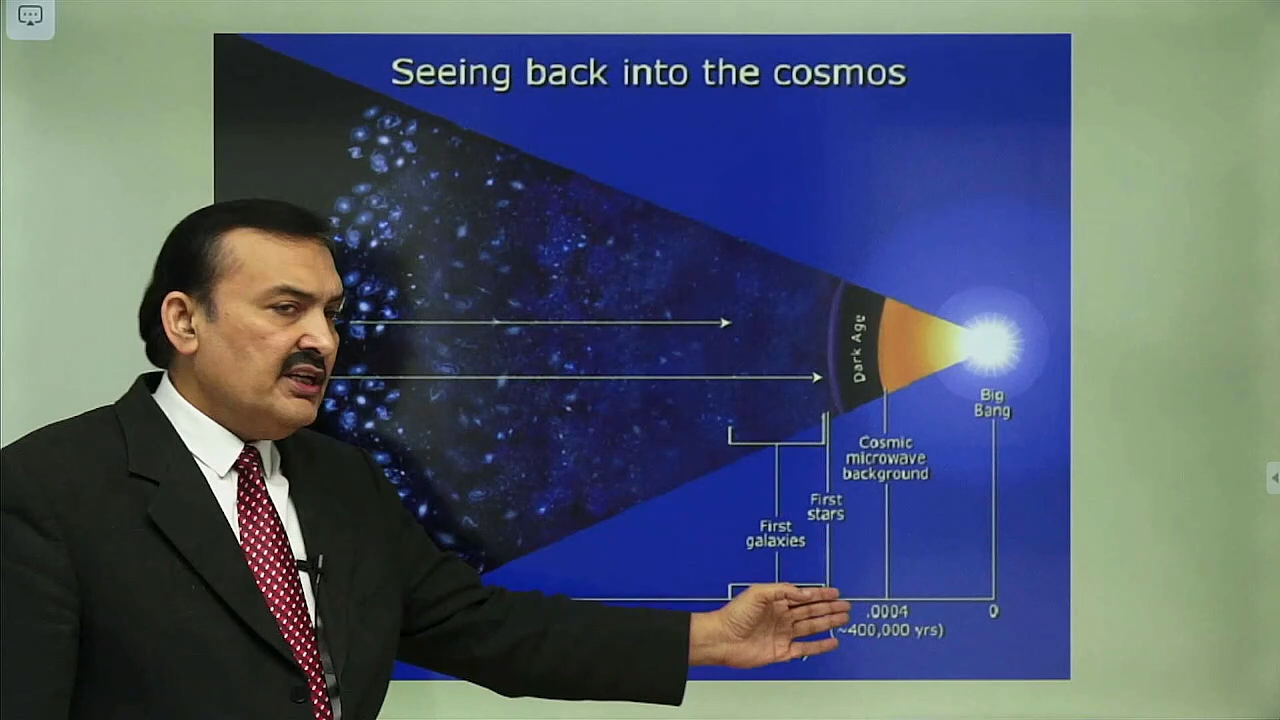 Seeing back into the cosmos
Dark Age
Big
Bang
Cosmic
microwave
background
First
stars
First
galaxies
.0004
0
(~400,000 yrs)